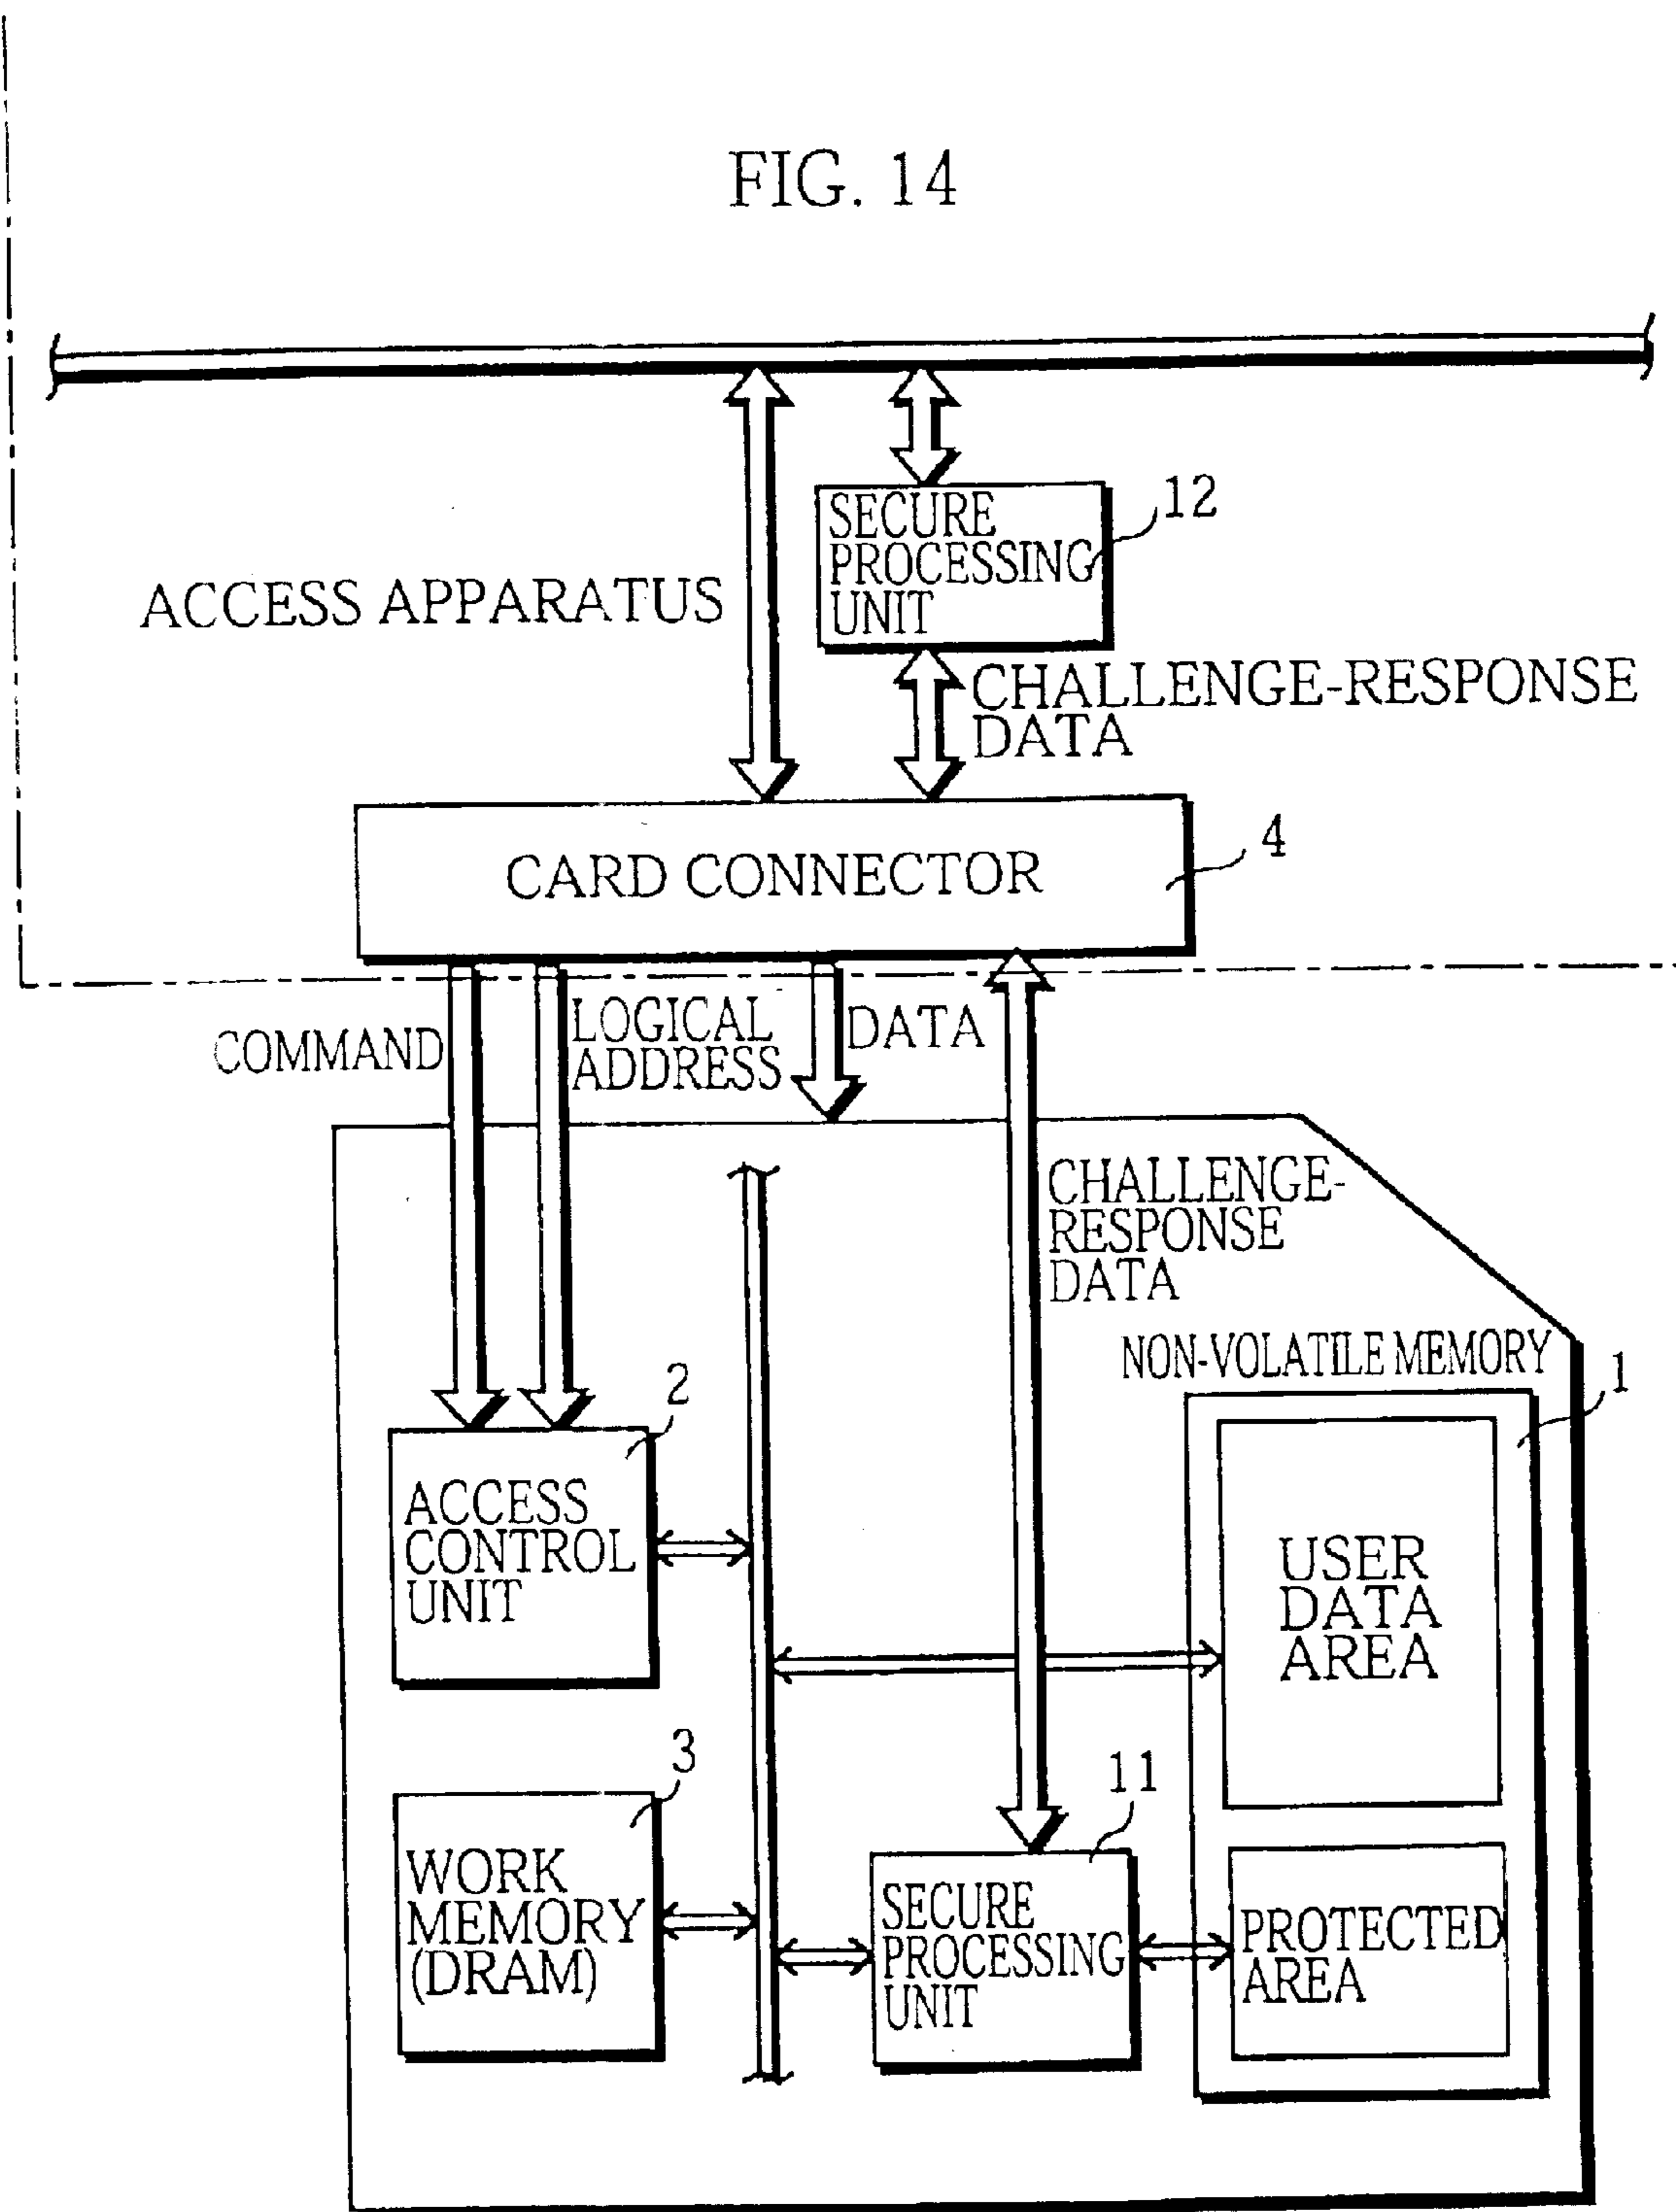 FIG. 14
SECURE
PROCESSING
UNIT
12
ACCESS APPARATUS
CHALLENGE-RESPONSE
DATA
CARD CONNECTOR
4
COMMAND
LOGICAL
ADDRESS
DATA
CHALLENGE-
RESPONSE
DATA
NON-VOLATILE MEMORY
1
2
ACCESS
CONTROL
UNIT
USER
DATA
AREA
3
WORK
MEMORY
(DRAM)
11
SECURE
PROCESSING
UNIT
PROTECTED
AREA